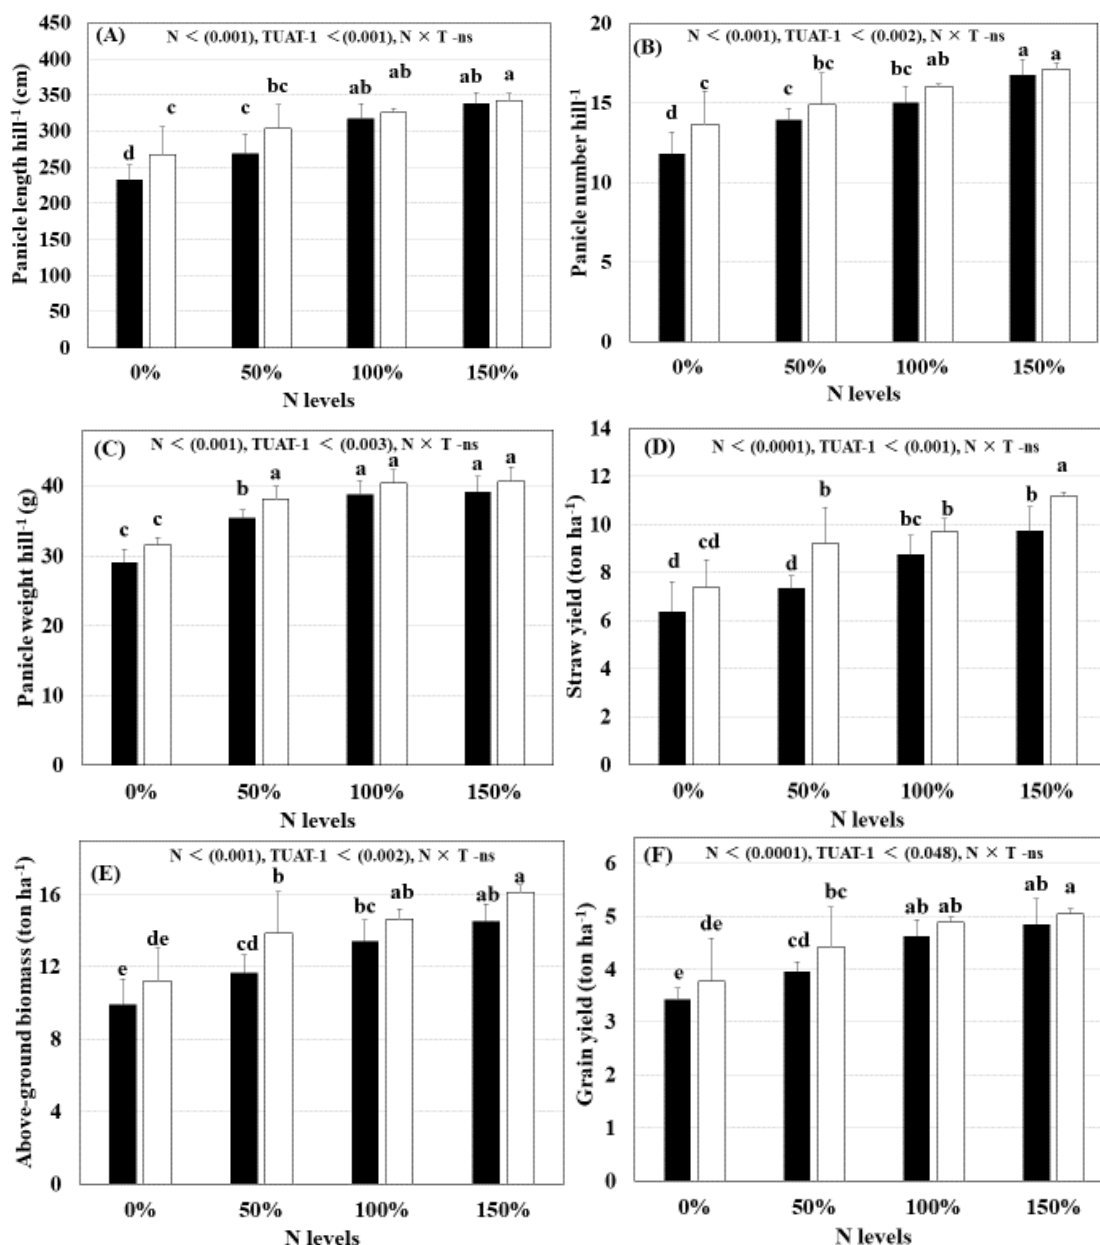 (A)
N < (0.001), TUAT-1 < (0.001), N × T -ns
Panicle length hill⁻¹ (cm)
450
400
350
300
250
200
150
100
50
0
d
c
c
bc
ab
ab
ab
a
0% 50% 100% 150%
N levels
(B)
N < (0.001), TUAT-1 < (0.002), N × T -ns
Panicle number hill⁻¹
20
15
10
5
0
d
c
c
bc
bc
ab
a
a
0% 50% 100% 150%
N levels
(C)
N < (0.001), TUAT-1 < (0.003), N × T -ns
Panicle weight hill⁻¹ (g)
40
30
20
10
0
c
c
b
a
a
a
a
a
0% 50% 100% 150%
N levels
(D)
N < (0.0001), TUAT-1 < (0.001), N × T -ns
Straw yield (ton ha⁻¹)
14
12
10
8
6
4
2
0
d
cd
d
b
bc
b
b
a
0% 50% 100% 150%
N levels
(E)
N < (0.001), TUAT-1 < (0.002), N × T -ns
Above-ground biomass (ton ha⁻¹)
16
12
8
4
0
e
de
cd
b
bc
ab
ab
a
0% 50% 100% 150%
N levels
(F)
N < (0.0001), TUAT-1 < (0.048), N × T -ns
Grain yield (ton ha⁻¹)
6
5
4
3
2
1
0
e
de
cd
bc
ab
ab
ab
a
0% 50% 100% 150%
N levels